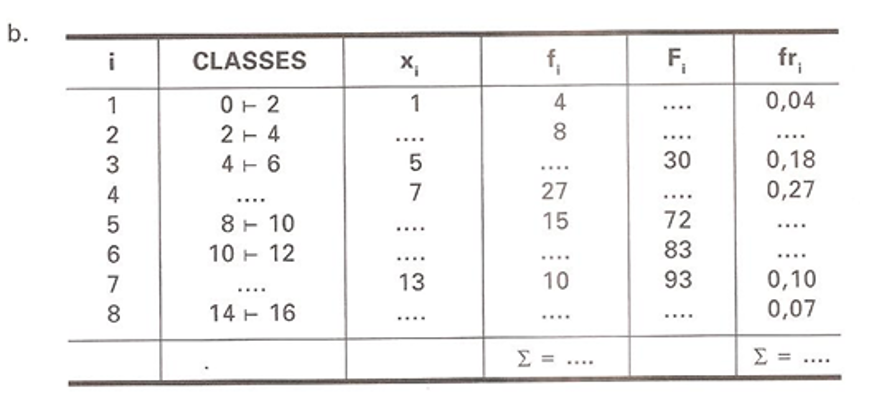 b.
i CLASSES xᵢ fᵢ Fᵢ frᵢ
1 0 ⊢ 2 1 4 .... 0,04
2 2 ⊢ 4 .... 8 .... ....
3 4 ⊢ 6 5 .... 30 0,18
4 .... 7 27 .... 0,27
5 8 ⊢ 10 .... 15 72 ....
6 10 ⊢ 12 .... .... 83 ....
7 .... 13 10 93 0,10
8 14 ⊢ 16 .... .... .... 0,07
Σ = .... Σ = ....